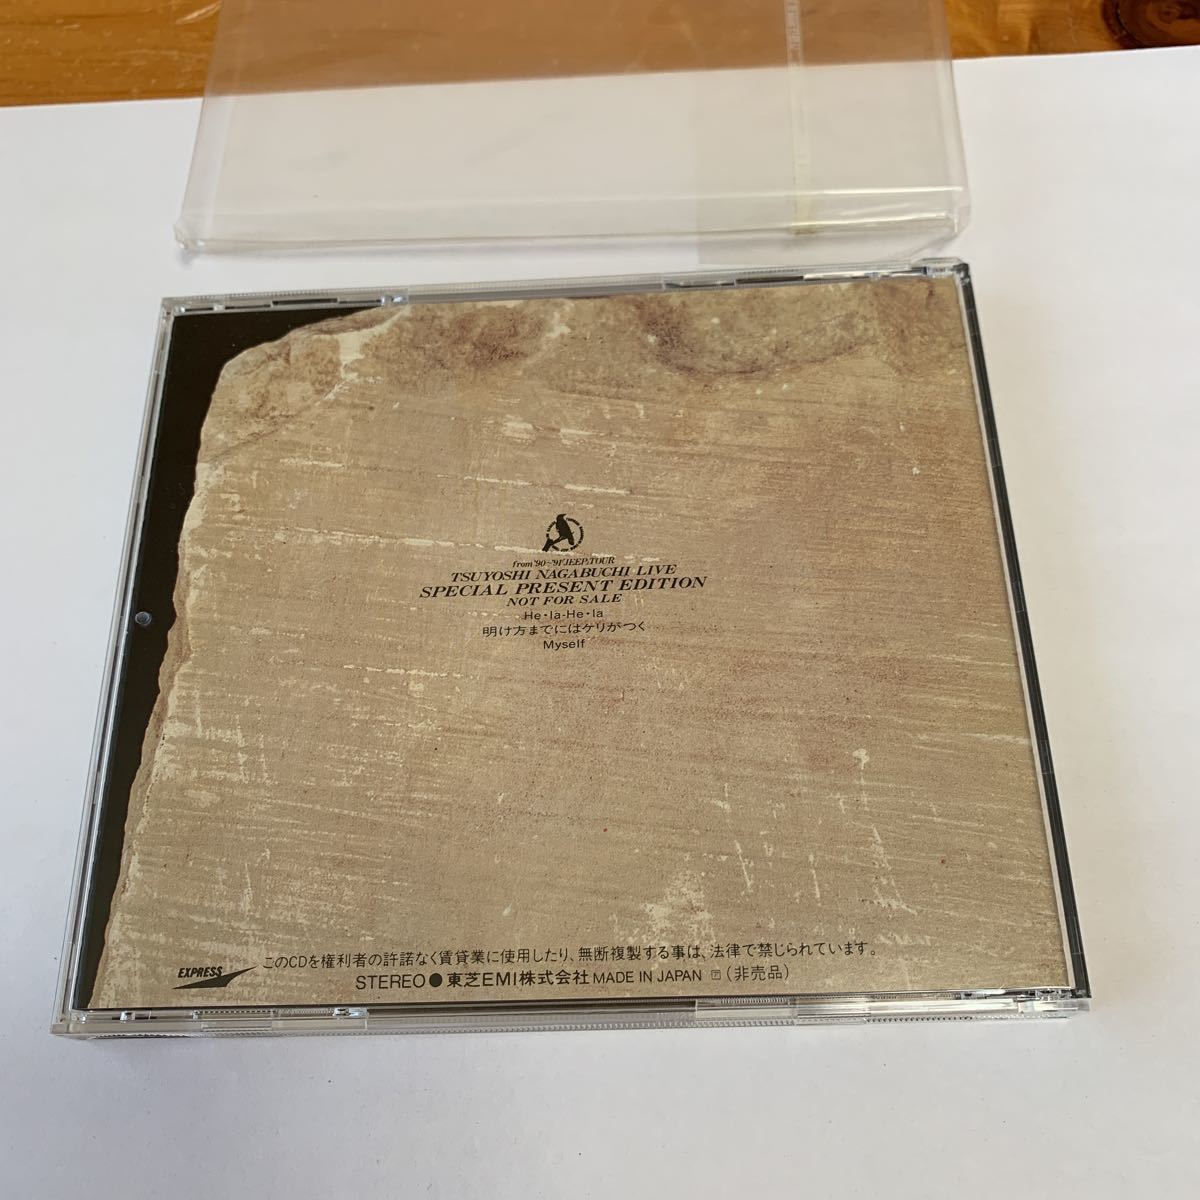 from '90~'91 JEEP TOUR
TSUYOSHI NAGABUCHI LIVE
SPECIAL PRESENT EDITION
NOT FOR SALE
He・la-He・la
明け方までにはケリがつく
Myself
EXPRESS
このCDを権利者の許諾なく賃貸業に使用したり、無断複製する事は、法律で禁じられています。
STEREO●東芝EMI株式会社 MADE IN JAPAN Ⓟ(非売品)